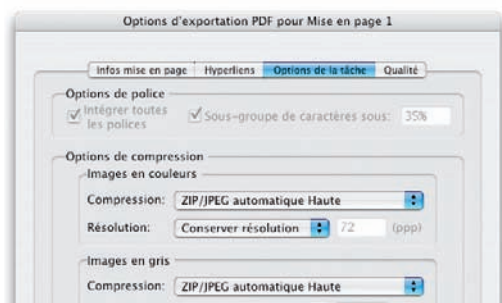 Options d'exportation PDF pour Mise en page 1
Infos mise en page Hyperliens Options de la tâche Qualité
Options de police
Intégrer toutes les polices Sous-groupe de caractères sous: 35%
Options de compression
Images en couleurs
Compression: ZIP/JPEG automatique Haute
Résolution: Conserver résolution 72 (ppp)
Images en gris
Compression: ZIP/JPEG automatique Haute